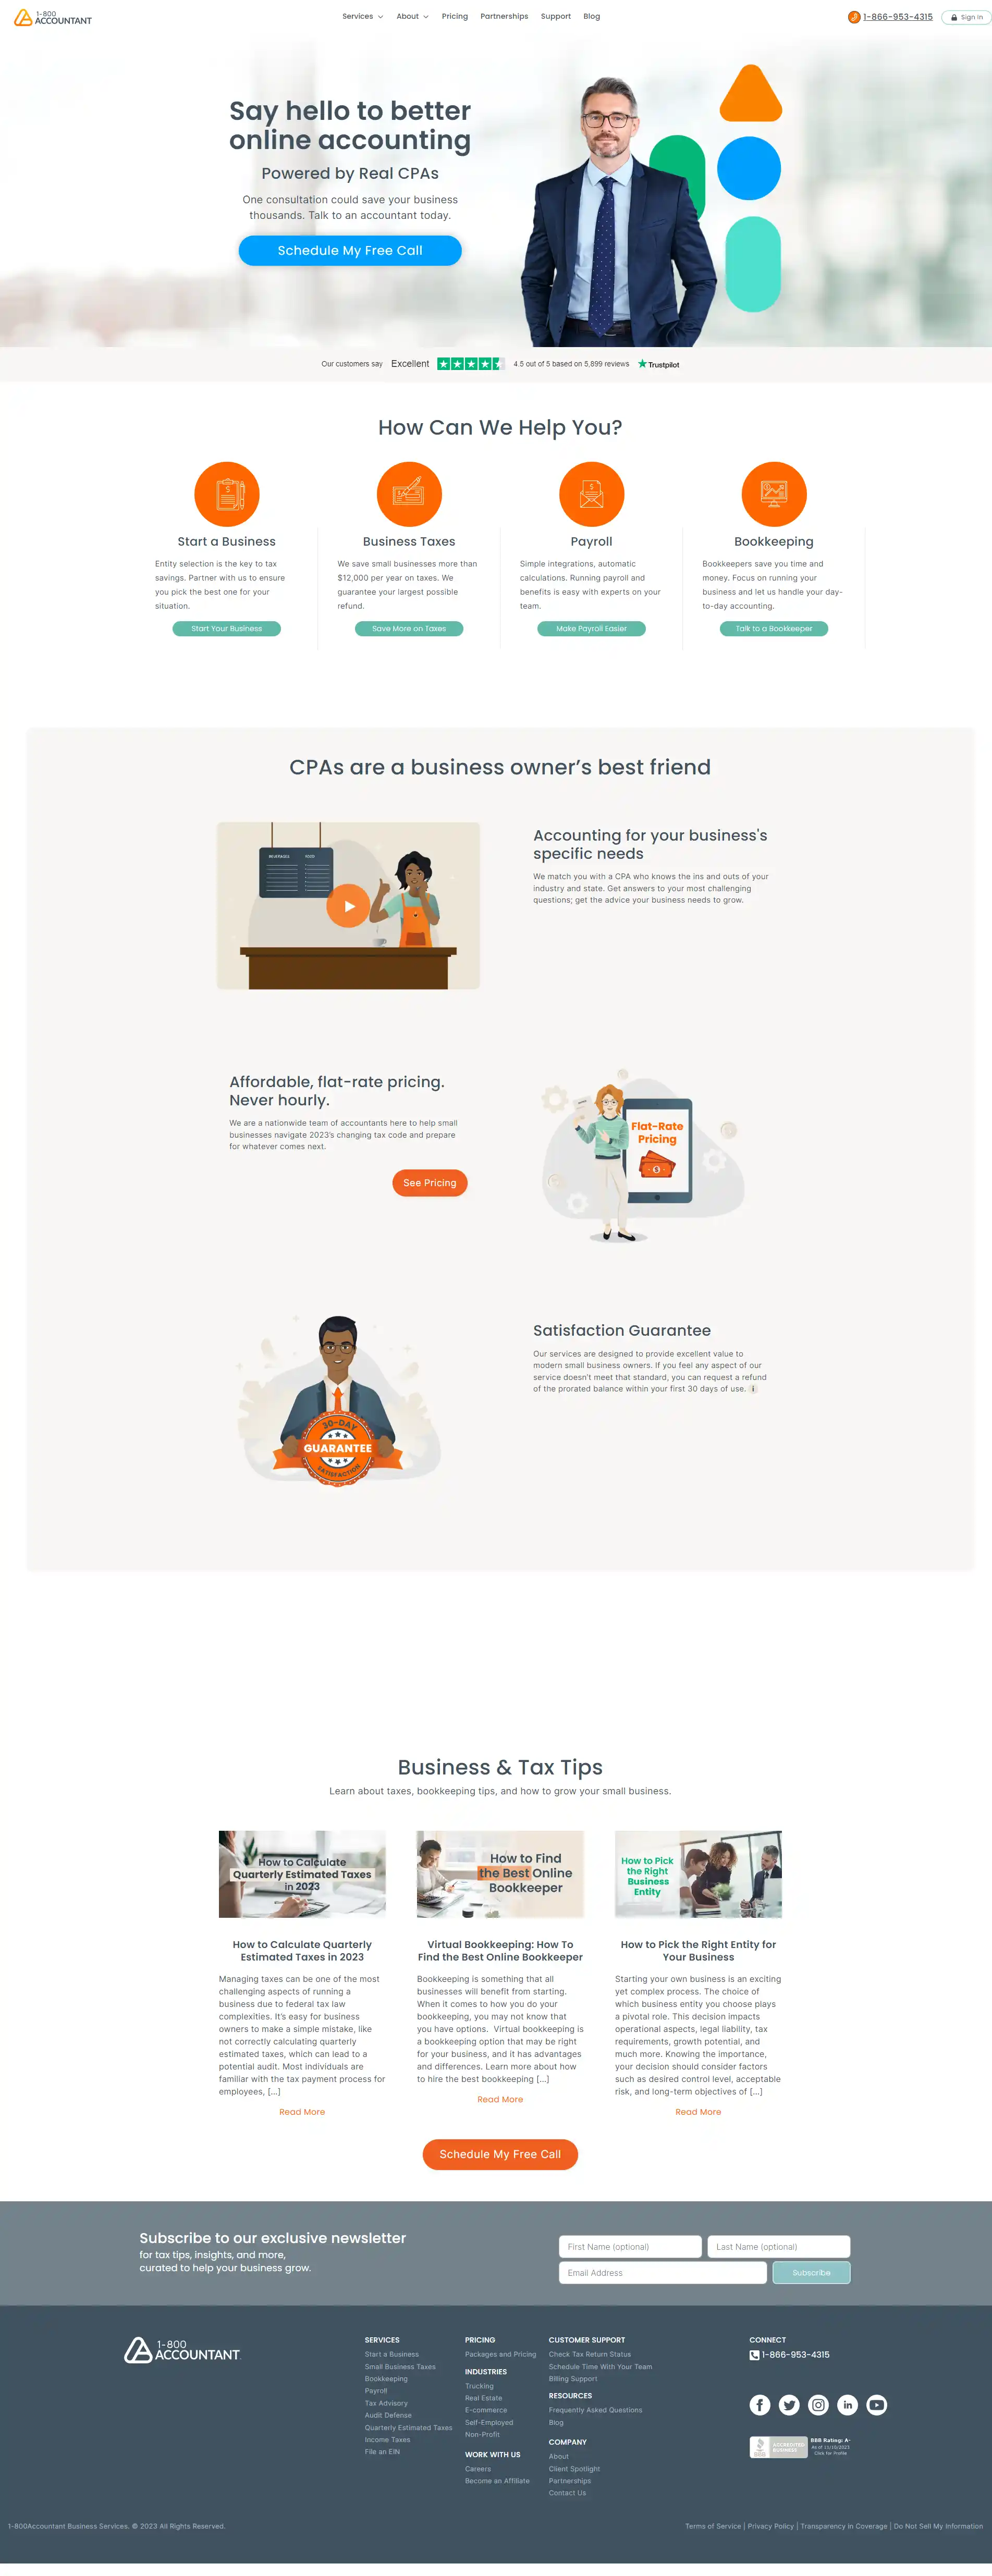 1-800
ACCOUNTANT
Services
About
Pricing
Partnerships
Support
Blog
1-866-953-4315
Sign In
Say hello to better
online accounting
Powered by Real CPAs
One consultation could save your business
thousands. Talk to an accountant today.
Schedule My Free Call
Our customers say Excellent 4.5 out of 5 based on 5,899 reviews Trustpilot
How Can We Help You?
Start a Business
Entity selection is the key to tax
savings. Partner with us to ensure
you pick the best one for your
situation.
Start Your Business
Business Taxes
We save small businesses more than
$12,000 per year on taxes. We
guarantee your largest possible
refund.
Save More on Taxes
Payroll
Simple integrations, automatic
calculations. Running payroll and
benefits is easy with experts on your
team.
Make Payroll Easier
Bookkeeping
Bookkeepers save you time and
money. Focus on running your
business and let us handle your day-
to-day accounting.
Talk to a Bookkeeper
CPAs are a business owner’s best friend
Accounting for your business's
specific needs
We match you with a CPA who knows the ins and outs of your
industry and state. Get answers to your most challenging
questions; get the advice your business needs to grow.
Affordable, flat-rate pricing.
Never hourly.
We are a nationwide team of accountants here to help small
businesses navigate 2023's changing tax code and prepare
for whatever comes next.
See Pricing
Flat-Rate
Pricing
30-DAY
GUARANTEE
SATISFACTION
Satisfaction Guarantee
Our services are designed to provide excellent value to
modern small business owners. If you feel any aspect of our
service doesn’t meet that standard, you can request a refund
of the prorated balance within your first 30 days of use. i
Business & Tax Tips
Learn about taxes, bookkeeping tips, and how to grow your small business.
How to Calculate
Quarterly Estimated Taxes
in 2023
How to Calculate Quarterly
Estimated Taxes in 2023
Managing taxes can be one of the most
challenging aspects of running a
business due to federal tax law
complexities. It’s easy for business
owners to make a simple mistake, like
not correctly calculating quarterly
estimated taxes, which can lead to a
potential audit. Most individuals are
familiar with the tax payment process for
employees, [...]
Read More
How to Find
the Best Online
Bookkeeper
Virtual Bookkeeping: How To
Find the Best Online Bookkeeper
Bookkeeping is something that all
businesses will benefit from starting.
When it comes to how you do your
bookkeeping, you may not know that
you have options.  Virtual bookkeeping is
a bookkeeping option that may be right
for your business, and it has advantages
and differences. Learn more about how
to hire the best bookkeeping [...]
Read More
How to Pick
the Right
Business
Entity
How to Pick the Right Entity for
Your Business
Starting your own business is an exciting
yet complex process. The choice of
which business entity you choose plays
a pivotal role. This decision impacts
operational aspects, legal liability, tax
requirements, growth potential, and
much more. Knowing the importance,
your decision should consider factors
such as desired control level, acceptable
risk, and long-term objectives of [...]
Read More
Schedule My Free Call
Subscribe to our exclusive newsletter
for tax tips, insights, and more,
curated to help your business grow.
First Name (optional)
Last Name (optional)
Email Address
Subscribe
1-800
ACCOUNTANT
SERVICES
Start a Business
Small Business Taxes
Bookkeeping
Payroll
Tax Advisory
Audit Defense
Quarterly Estimated Taxes
Income Taxes
File an EIN
PRICING
Packages and Pricing
INDUSTRIES
Trucking
Real Estate
E-commerce
Self-Employed
Non-Profit
WORK WITH US
Careers
Become an Affiliate
CUSTOMER SUPPORT
Check Tax Return Status
Schedule Time With Your Team
Billing Support
RESOURCES
Frequently Asked Questions
Blog
COMPANY
About
Client Spotlight
Partnerships
Contact Us
CONNECT
1-866-953-4315
BBB
ACCREDITED
BUSINESS
BBB Rating: A-
As of 11/10/2023
Click for Profile
1-800Accountant Business Services. © 2023 All Rights Reserved.
Terms of Service | Privacy Policy | Transparency in Coverage | Do Not Sell My Information